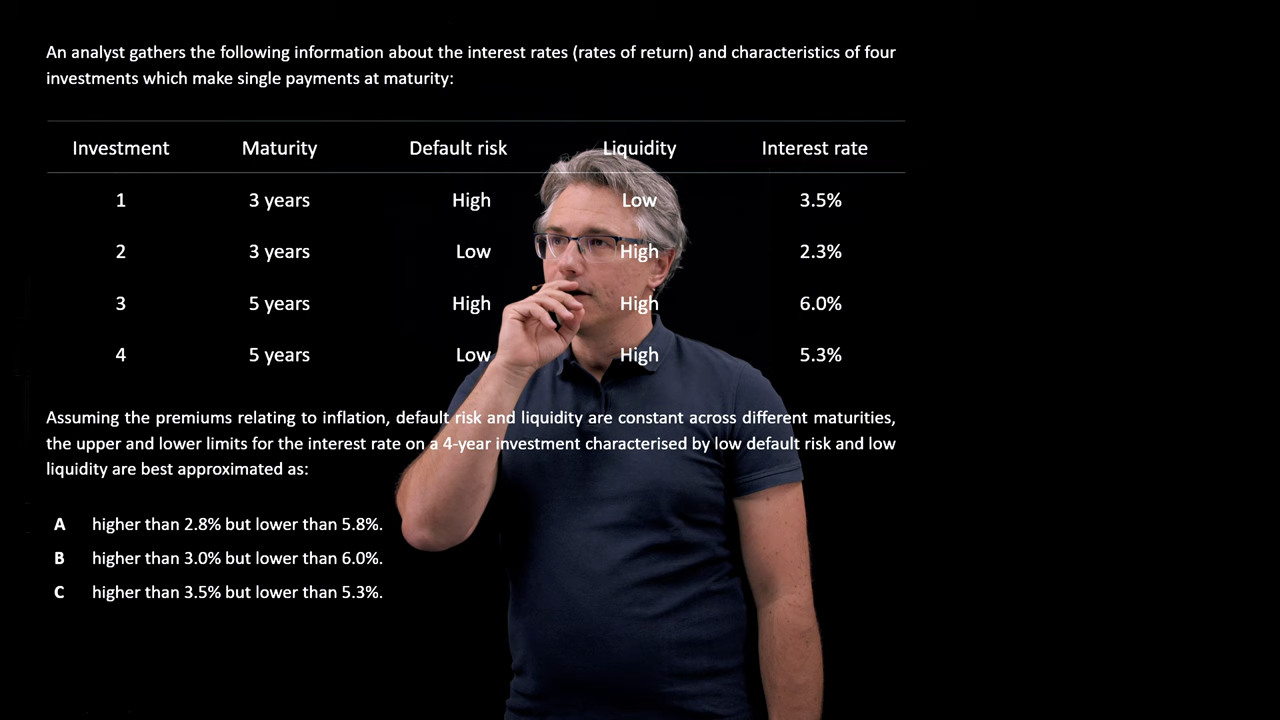 An analyst gathers the following information about the interest rates (rates of return) and characteristics of four
investments which make single payments at maturity:
Investment Maturity Default risk Liquidity Interest rate
1 3 years High Low 3.5%
2 3 years Low High 2.3%
3 5 years High High 6.0%
4 5 years Low High 5.3%
Assuming the premiums relating to inflation, default risk and liquidity are constant across different maturities,
the upper and lower limits for the interest rate on a 4-year investment characterised by low default risk and low
liquidity are best approximated as:
A higher than 2.8% but lower than 5.8%.
B higher than 3.0% but lower than 6.0%.
C higher than 3.5% but lower than 5.3%.